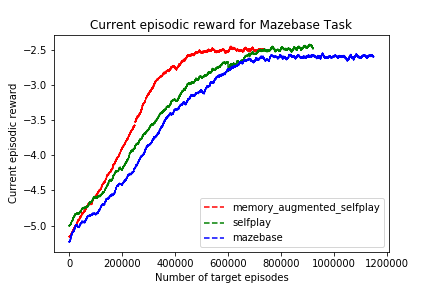 Current episodic reward for Mazebase Task
Current episodic reward
−2.5
−3.0
−3.5
−4.0
−4.5
−5.0
memory_augmented_selfplay
selfplay
mazebase
0 200000 400000 600000 800000 1000000 1200000
Number of target episodes